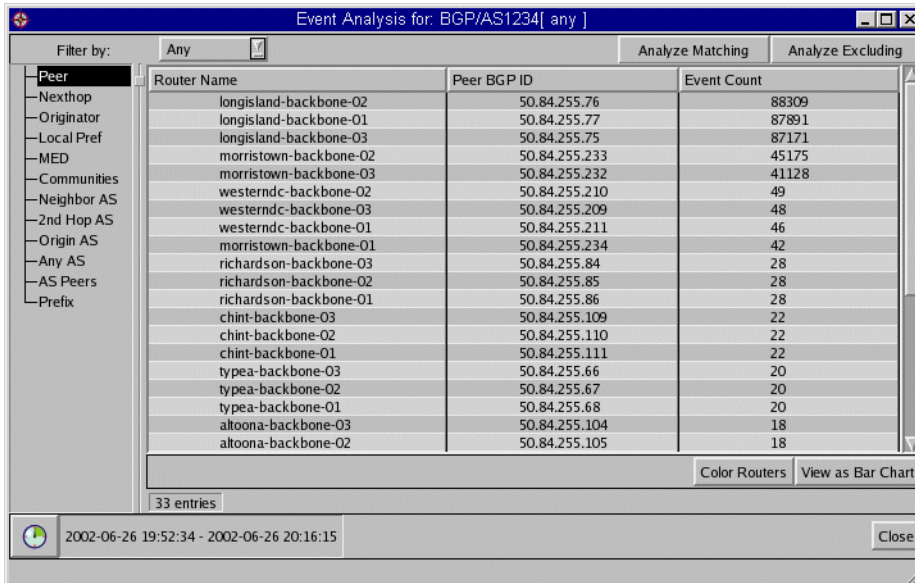 Event Analysis for: BGP/AS1234[ any ]
Filter by: Any Analyze Matching Analyze Excluding
Peer
Nexthop
Originator
Local Pref
MED
Communities
Neighbor AS
2nd Hop AS
Origin AS
Any AS
AS Peers
Prefix
Router Name Peer BGP ID Event Count
longisland-backbone-02 50.84.255.76 88309
longisland-backbone-01 50.84.255.77 87891
longisland-backbone-03 50.84.255.75 87171
morristown-backbone-02 50.84.255.233 45175
morristown-backbone-03 50.84.255.232 41128
westerndc-backbone-02 50.84.255.210 49
westerndc-backbone-03 50.84.255.209 48
westerndc-backbone-01 50.84.255.211 46
morristown-backbone-01 50.84.255.234 42
richardson-backbone-03 50.84.255.84 28
richardson-backbone-02 50.84.255.85 28
richardson-backbone-01 50.84.255.86 28
chint-backbone-03 50.84.255.109 22
chint-backbone-02 50.84.255.110 22
chint-backbone-01 50.84.255.111 22
typea-backbone-03 50.84.255.66 20
typea-backbone-02 50.84.255.67 20
typea-backbone-01 50.84.255.68 20
altoona-backbone-03 50.84.255.104 18
altoona-backbone-02 50.84.255.105 18
Color Routers View as Bar Chart
33 entries
2002-06-26 19:52:34 - 2002-06-26 20:16:15 Close